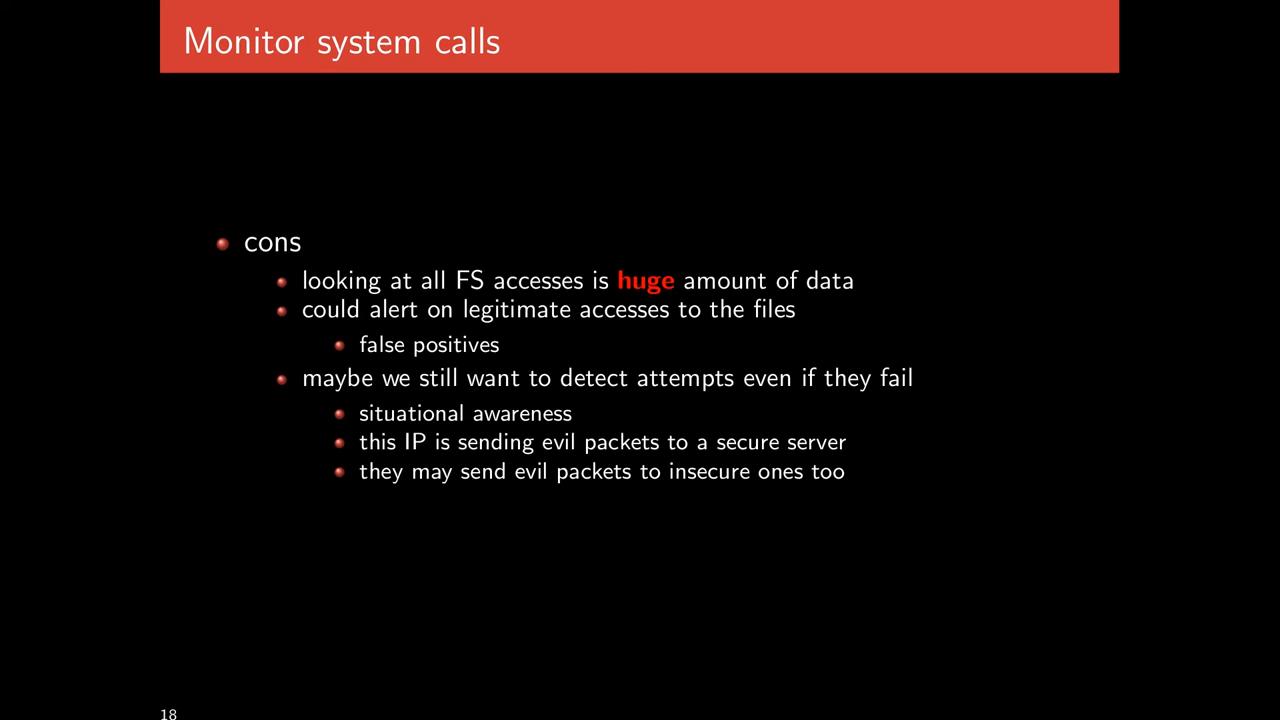 Monitor system calls
cons
looking at all FS accesses is huge amount of data
could alert on legitimate accesses to the files
false positives
maybe we still want to detect attempts even if they fail
situational awareness
this IP is sending evil packets to a secure server
they may send evil packets to insecure ones too
18